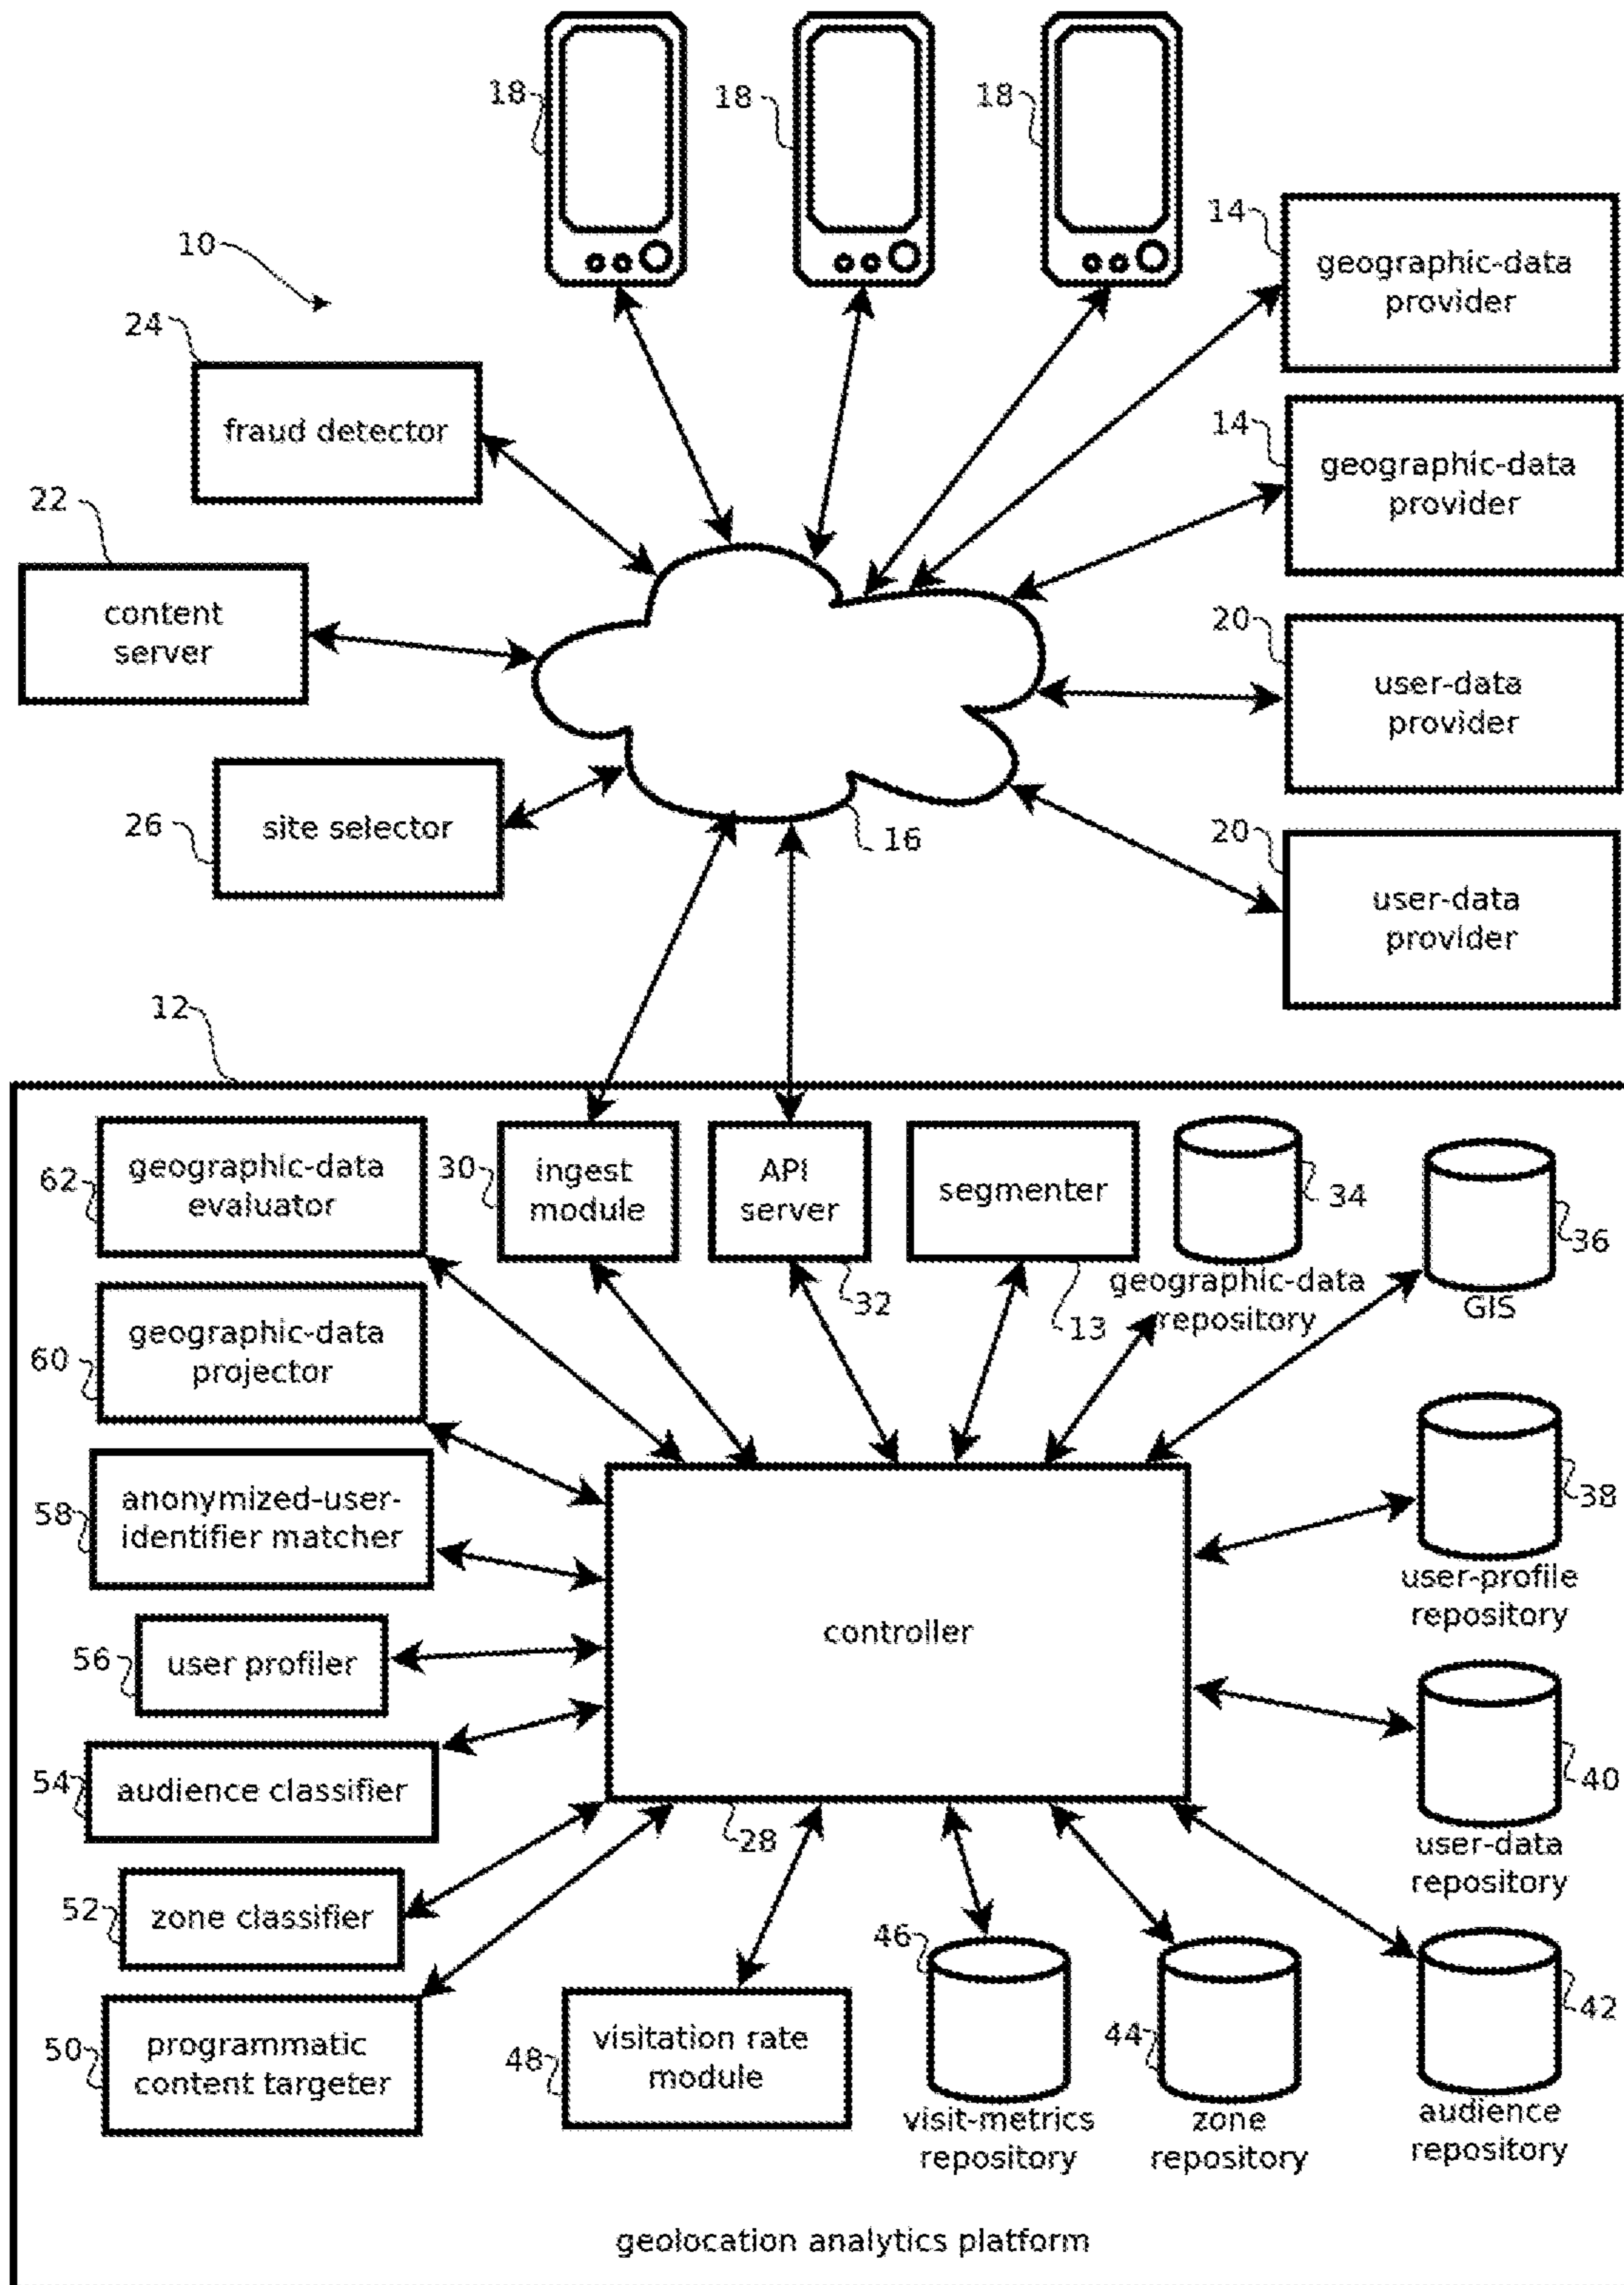 18
18
18
10
14
geographic-data
provider
24
fraud detector
14
geographic-data
provider
22
content
server
20
user-data
provider
26
site selector
16
20
user-data
provider
12
62
geographic-data
evaluator
30
ingest
module
API
server
32
segmenter
13
34
geographic-data
repository
36
GIS
60
geographic-data
projector
58
anonymized-user-
identifier matcher
38
user-profile
repository
controller
28
56
user profiler
54
audience classifier
40
user-data
repository
52
zone classifier
50
programmatic
content targeter
48
visitation rate
module
46
visit-metrics
repository
44
zone
repository
42
audience
repository
geolocation analytics platform